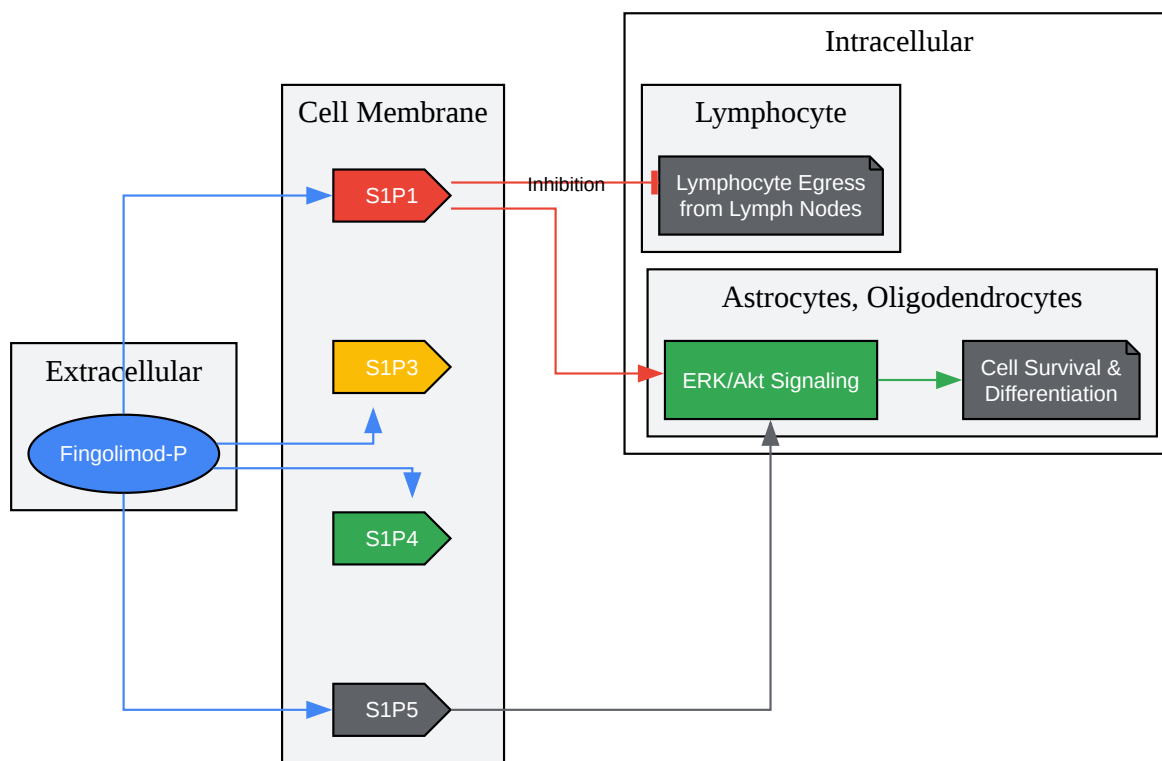 Intracellular
Cell Membrane
Lymphocyte
S1P1
Inhibition
Lymphocyte Egress
from Lymph Nodes
Astrocytes, Oligodendrocytes
Extracellular
S1P3
ERK/Akt Signaling
Cell Survival &
Differentiation
Fingolimod-P
S1P4
S1P5